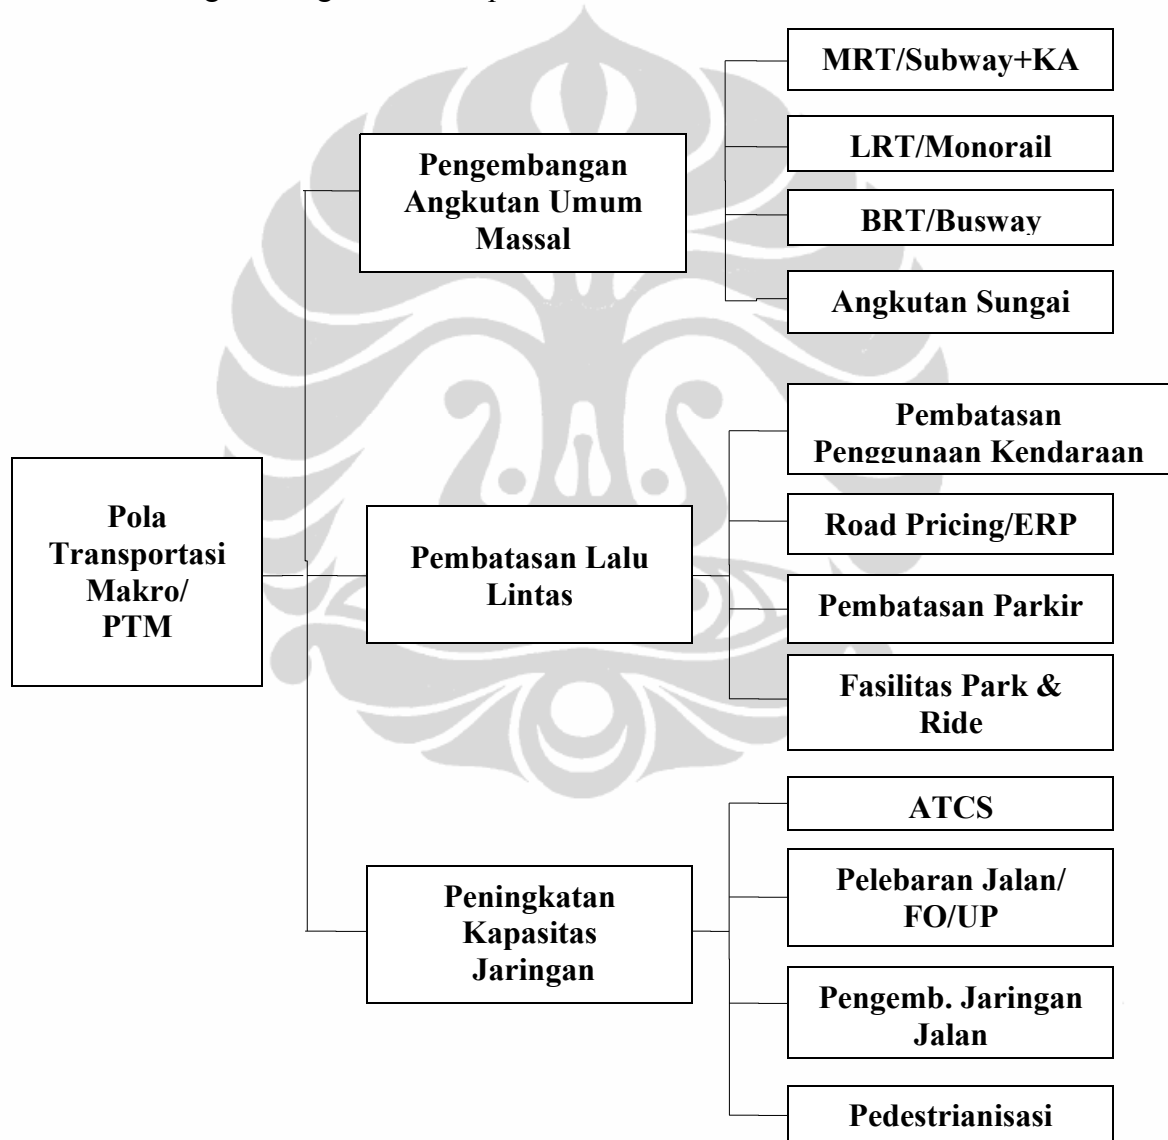 Pengembangan
Angkutan Umum
Massal
MRT/Subway+KA
LRT/Monorail
BRT/Busway
Angkutan Sungai
Pola
Transportasi
Makro/
PTM
Pembatasan Lalu
Lintas
Pembatasan
Penggunaan Kendaraan
Road Pricing/ERP
Pembatasan Parkir
Fasilitas Park &
Ride
Peningkatan
Kapasitas
Jaringan
ATCS
Pelebaran Jalan/
FO/UP
Pengemb. Jaringan
Jalan
Pedestrianisasi